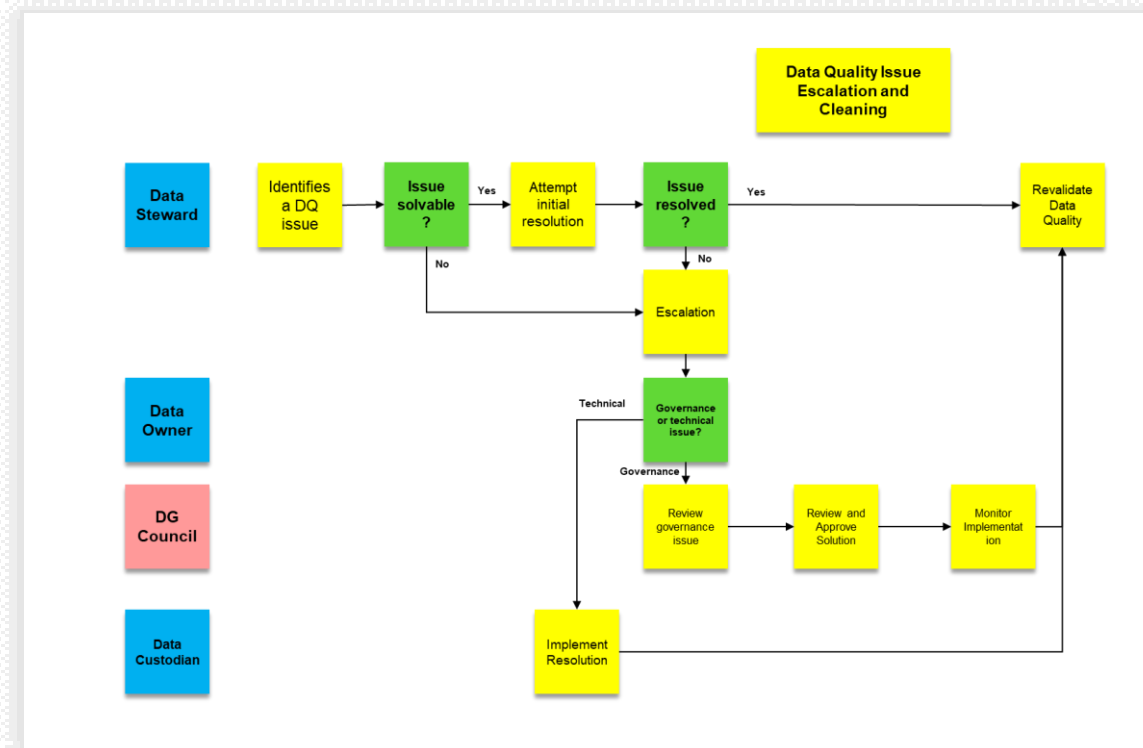 Data Quality Issue
Escalation and
Cleaning
Data
Steward
Identifies
a DQ
issue
Issue
solvable
?
Yes
Attempt
initial
resolution
Issue
resolved
?
Yes
Revalidate
Data
Quality
No
No
Escalation
Data
Owner
Technical
Governance
or technical
issue?
Governance
DG
Council
Review
governance
issue
Review and
Approve
Solution
Monitor
Implementat
ion
Data
Custodian
Implement
Resolution